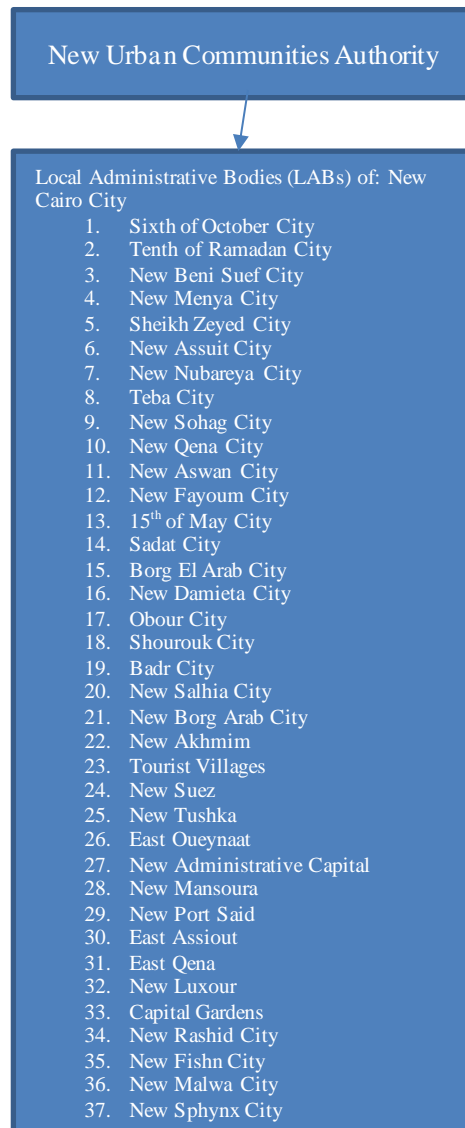 New Urban Communities Authority
Local Administrative Bodies (LABs) of: New
Cairo City
1. Sixth of October City
2. Tenth of Ramadan City
3. New Beni Suef City
4. New Menya City
5. Sheikh Zeyed City
6. New Assuit City
7. New Nubareya City
8. Teba City
9. New Sohag City
10. New Qena City
11. New Aswan City
12. New Fayoum City
13. 15th of May City
14. Sadat City
15. Borg El Arab City
16. New Damieta City
17. Obour City
18. Shourouk City
19. Badr City
20. New Salhia City
21. New Borg Arab City
22. New Akhmim
23. Tourist Villages
24. New Suez
25. New Tushka
26. East Oueynaat
27. New Administrative Capital
28. New Mansoura
29. New Port Said
30. East Assiout
31. East Qena
32. New Luxour
33. Capital Gardens
34. New Rashid City
35. New Fishn City
36. New Malwa City
37. New Sphynx City